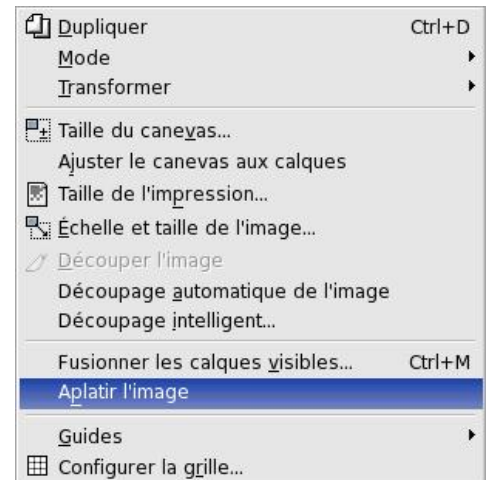 Dupliquer Ctrl+D
Mode
Transformer
Taille du canevas...
Ajuster le canevas aux calques
Taille de l'impression...
Échelle et taille de l'image...
Découper l'image
Découpage automatique de l'image
Découpage intelligent...
Fusionner les calques visibles... Ctrl+M
Aplatir l'image
Guides
Configurer la grille...